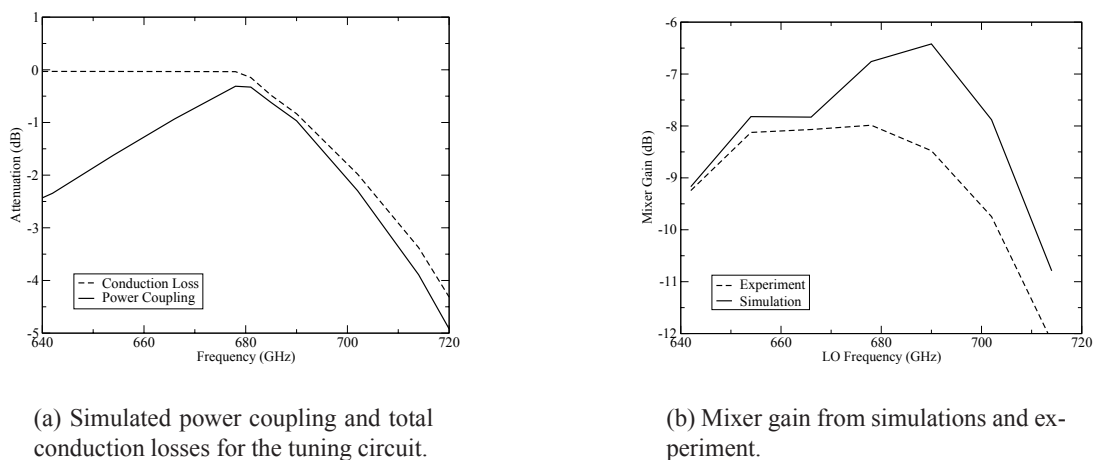 1
0
-1
-2
-3
-4
-5
Attenuation (dB)
Conduction Loss
Power Coupling
640
660
680
700
720
Frequency (GHz)
(a) Simulated power coupling and total
conduction losses for the tuning circuit.
-6
-7
-8
-9
-10
-11
-12
Mixer Gain (dB)
Experiment
Simulation
640
660
680
700
720
LO Frequency (GHz)
(b) Mixer gain from simulations and ex-
periment.